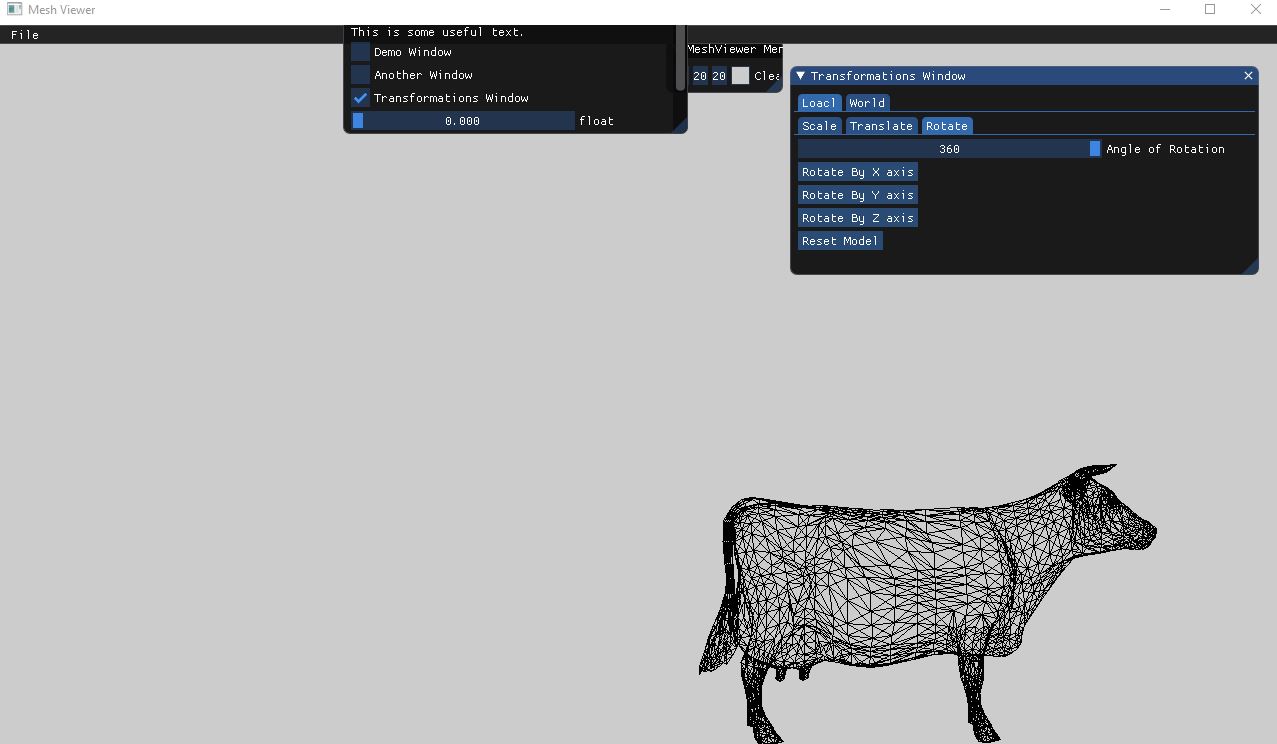 Mesh Viewer
File
This is some useful text.
Demo Window
Another Window
Transformations Window
0.000 float
MeshViewer Men
20 20 Clea
Transformations Window
Loacl World
Scale Translate Rotate
360 Angle of Rotation
Rotate By X axis
Rotate By Y axis
Rotate By Z axis
Reset Model